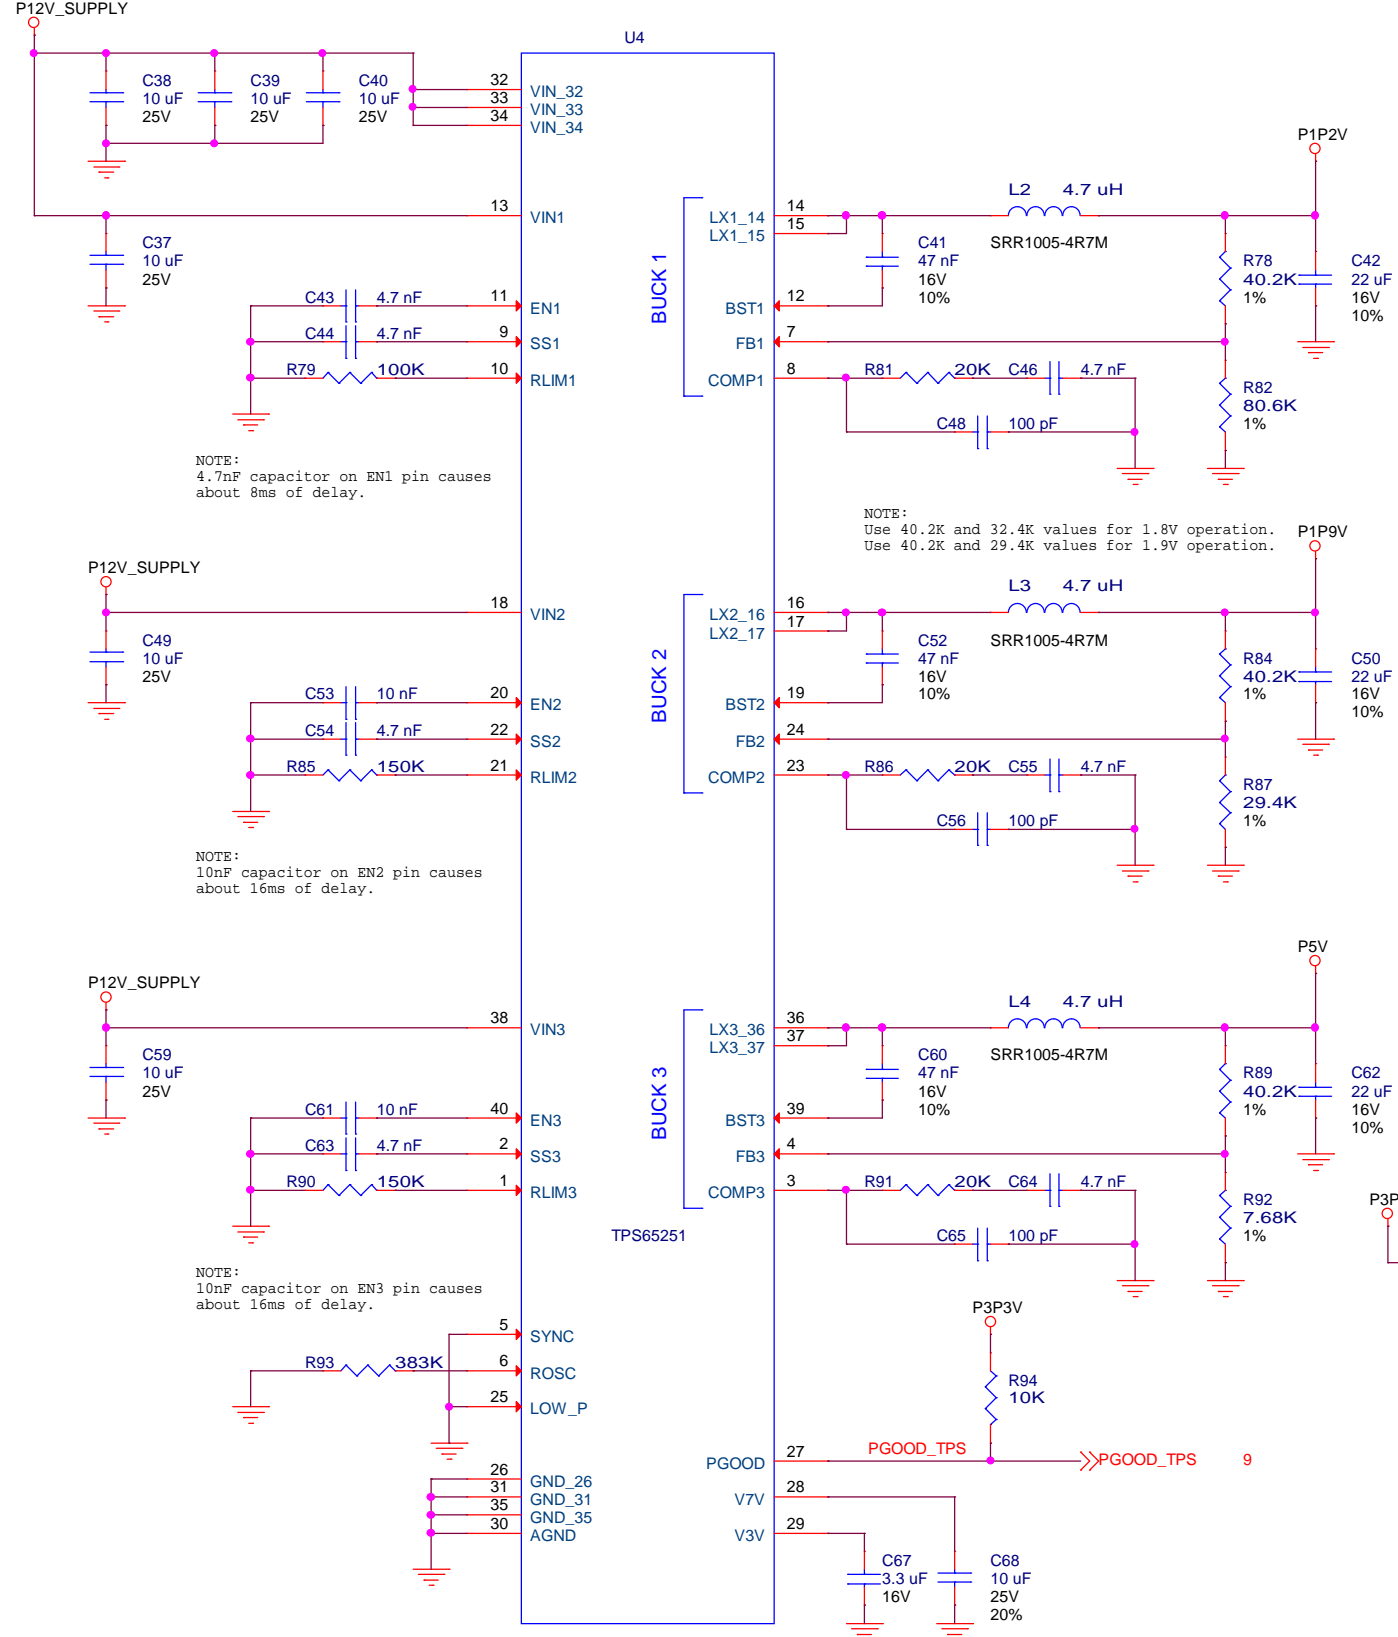 P12V_SUPPLY
U4
C38
10 uF
25V
C39
10 uF
25V
C40
10 uF
25V
32
33
34
VIN_32
VIN_33
VIN_34
13
VIN1
C37
10 uF
25V
C43
4.7 nF
11
EN1
C44
4.7 nF
9
SS1
R79
100K
10
RLIM1
NOTE:
4.7nF capacitor on EN1 pin causes
about 8ms of delay.
BUCK 1
LX1_14
LX1_15
14
15
BST1
12
FB1
7
COMP1
8
L2 4.7 uH
SRR1005-4R7M
P1P2V
C41
47 nF
16V
10%
R78
40.2K
1%
C42
22 uF
16V
10%
R81
20K
C46
4.7 nF
C48
100 pF
R82
80.6K
1%
NOTE:
Use 40.2K and 32.4K values for 1.8V operation.
Use 40.2K and 29.4K values for 1.9V operation.
P12V_SUPPLY
18
VIN2
C49
10 uF
25V
C53
10 nF
20
EN2
C54
4.7 nF
22
SS2
R85
150K
21
RLIM2
NOTE:
10nF capacitor on EN2 pin causes
about 16ms of delay.
BUCK 2
LX2_16
LX2_17
16
17
BST2
19
FB2
24
COMP2
23
L3 4.7 uH
SRR1005-4R7M
P1P9V
C52
47 nF
16V
10%
R84
40.2K
1%
C50
22 uF
16V
10%
R86
20K
C55
4.7 nF
C56
100 pF
R87
29.4K
1%
P12V_SUPPLY
38
VIN3
C59
10 uF
25V
C61
10 nF
40
EN3
C63
4.7 nF
2
SS3
R90
150K
1
RLIM3
NOTE:
10nF capacitor on EN3 pin causes
about 16ms of delay.
BUCK 3
LX3_36
LX3_37
36
37
BST3
39
FB3
4
COMP3
3
L4 4.7 uH
SRR1005-4R7M
P5V
C60
47 nF
16V
10%
R89
40.2K
1%
C62
22 uF
16V
10%
R91
20K
C64
4.7 nF
C65
100 pF
R92
7.68K
1%
P3P
TPS65251
5
SYNC
R93
383K
6
ROSC
25
LOW_P
26
31
35
30
GND_26
GND_31
GND_35
AGND
P3P3V
R94
10K
PGOOD
27
PGOOD_TPS
PGOOD_TPS
9
V7V
28
V3V
29
C67
3.3 uF
16V
C68
10 uF
25V
20%